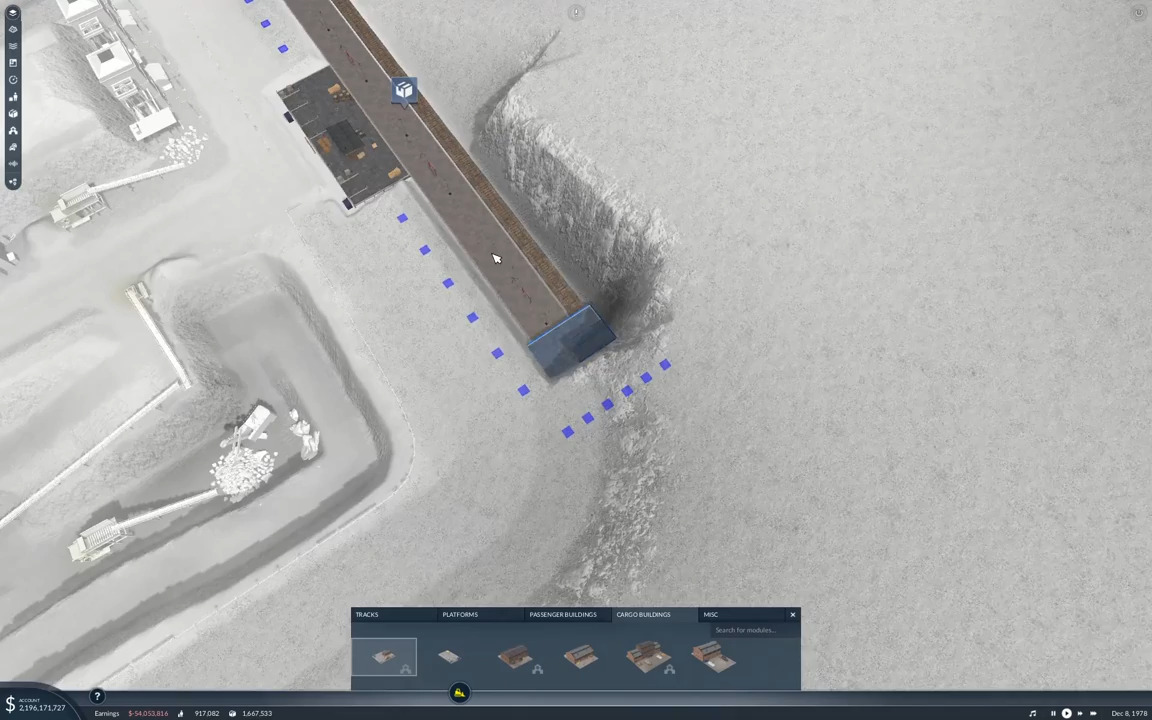 TRACKS
PLATFORMS
PASSENGER BUILDINGS
CARGO BUILDINGS
MISC
Search for modules...
$
ACCOUNT
2,196,171,727
?
Earnings
$-54,053,816
917,082
1,667,533
Dec 8, 1978